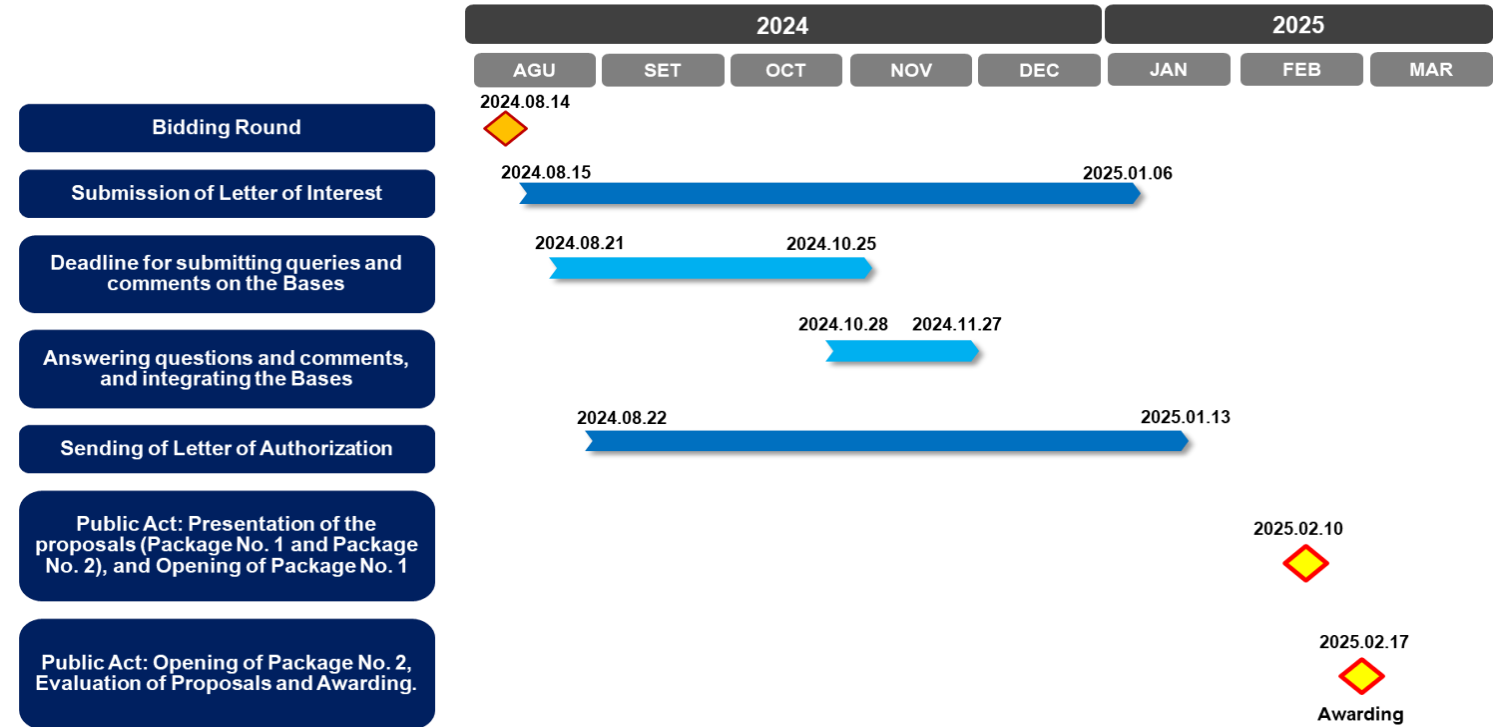 2024
2025
AGU
SET
OCT
NOV
DEC
JAN
FEB
MAR
Bidding Round
2024.08.14
Submission of Letter of Interest
2024.08.15
2025.01.06
Deadline for submitting queries and
comments on the Bases
2024.08.21
2024.10.25
Answering questions and comments,
and integrating the Bases
2024.10.28
2024.11.27
Sending of Letter of Authorization
2024.08.22
2025.01.13
Public Act: Presentation of the
proposals (Package No. 1 and Package
No. 2), and Opening of Package No. 1
2025.02.10
Public Act: Opening of Package No. 2,
Evaluation of Proposals and Awarding.
2025.02.17
Awarding